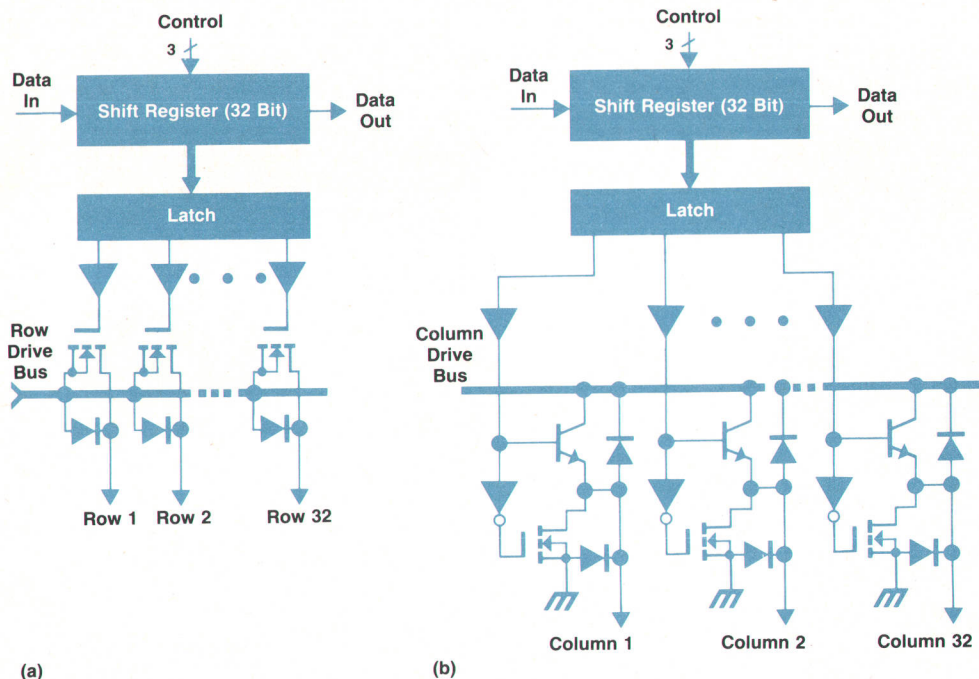 Control
3
Data
In
Shift Register (32 Bit)
Data
Out
Latch
Row
Drive
Bus
Row 1
Row 2
Row 32
(a)
Control
3
Data
In
Shift Register (32 Bit)
Data
Out
Latch
Column
Drive
Bus
Column 1
Column 2
Column 32
(b)